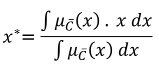 x* = ∫ μ_C̄(x) . x dx / ∫ μ_C̄(x) dx